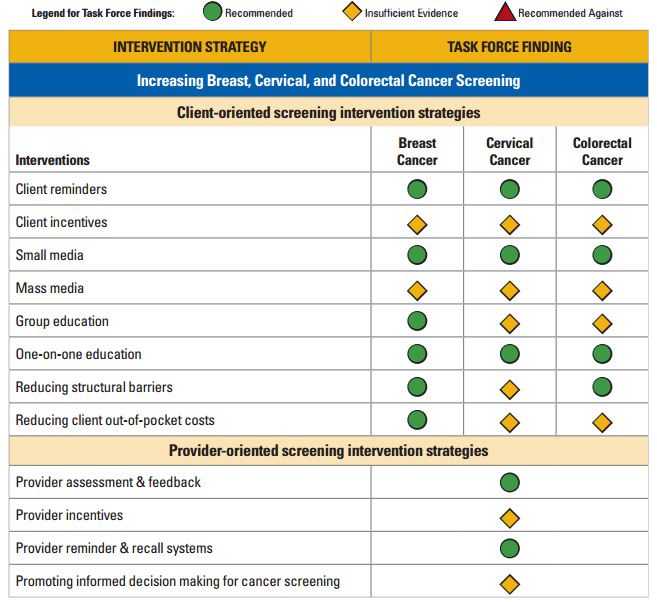 Legend for Task Force Findings: Recommended Insufficient Evidence Recommended Against
INTERVENTION STRATEGY TASK FORCE FINDING
Increasing Breast, Cervical, and Colorectal Cancer Screening
Client-oriented screening intervention strategies
Interventions Breast Cancer Cervical Cancer Colorectal Cancer
Client reminders
Client incentives
Small media
Mass media
Group education
One-on-one education
Reducing structural barriers
Reducing client out-of-pocket costs
Provider-oriented screening intervention strategies
Provider assessment & feedback
Provider incentives
Provider reminder & recall systems
Promoting informed decision making for cancer screening